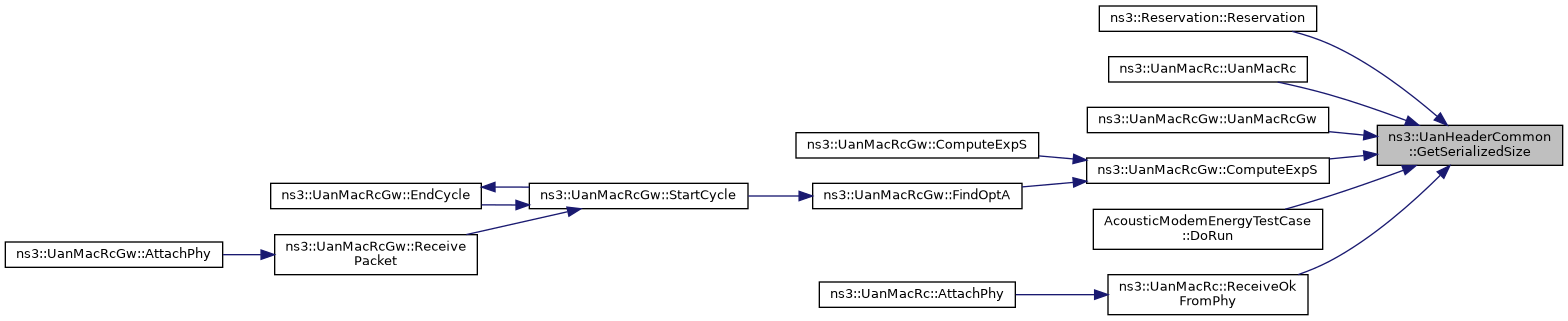 ns3::Reservation::Reservation
ns3::UanMacRc::UanMacRc
ns3::UanMacRcGw::UanMacRcGw
ns3::UanHeaderCommon
::GetSerializedSize
ns3::UanMacRcGw::ComputeExpS
ns3::UanMacRcGw::ComputeExpS
ns3::UanMacRcGw::EndCycle
ns3::UanMacRcGw::StartCycle
ns3::UanMacRcGw::FindOptA
AcousticModemEnergyTestCase
::DoRun
ns3::UanMacRcGw::AttachPhy
ns3::UanMacRcGw::Receive
Packet
ns3::UanMacRc::AttachPhy
ns3::UanMacRc::ReceiveOk
FromPhy